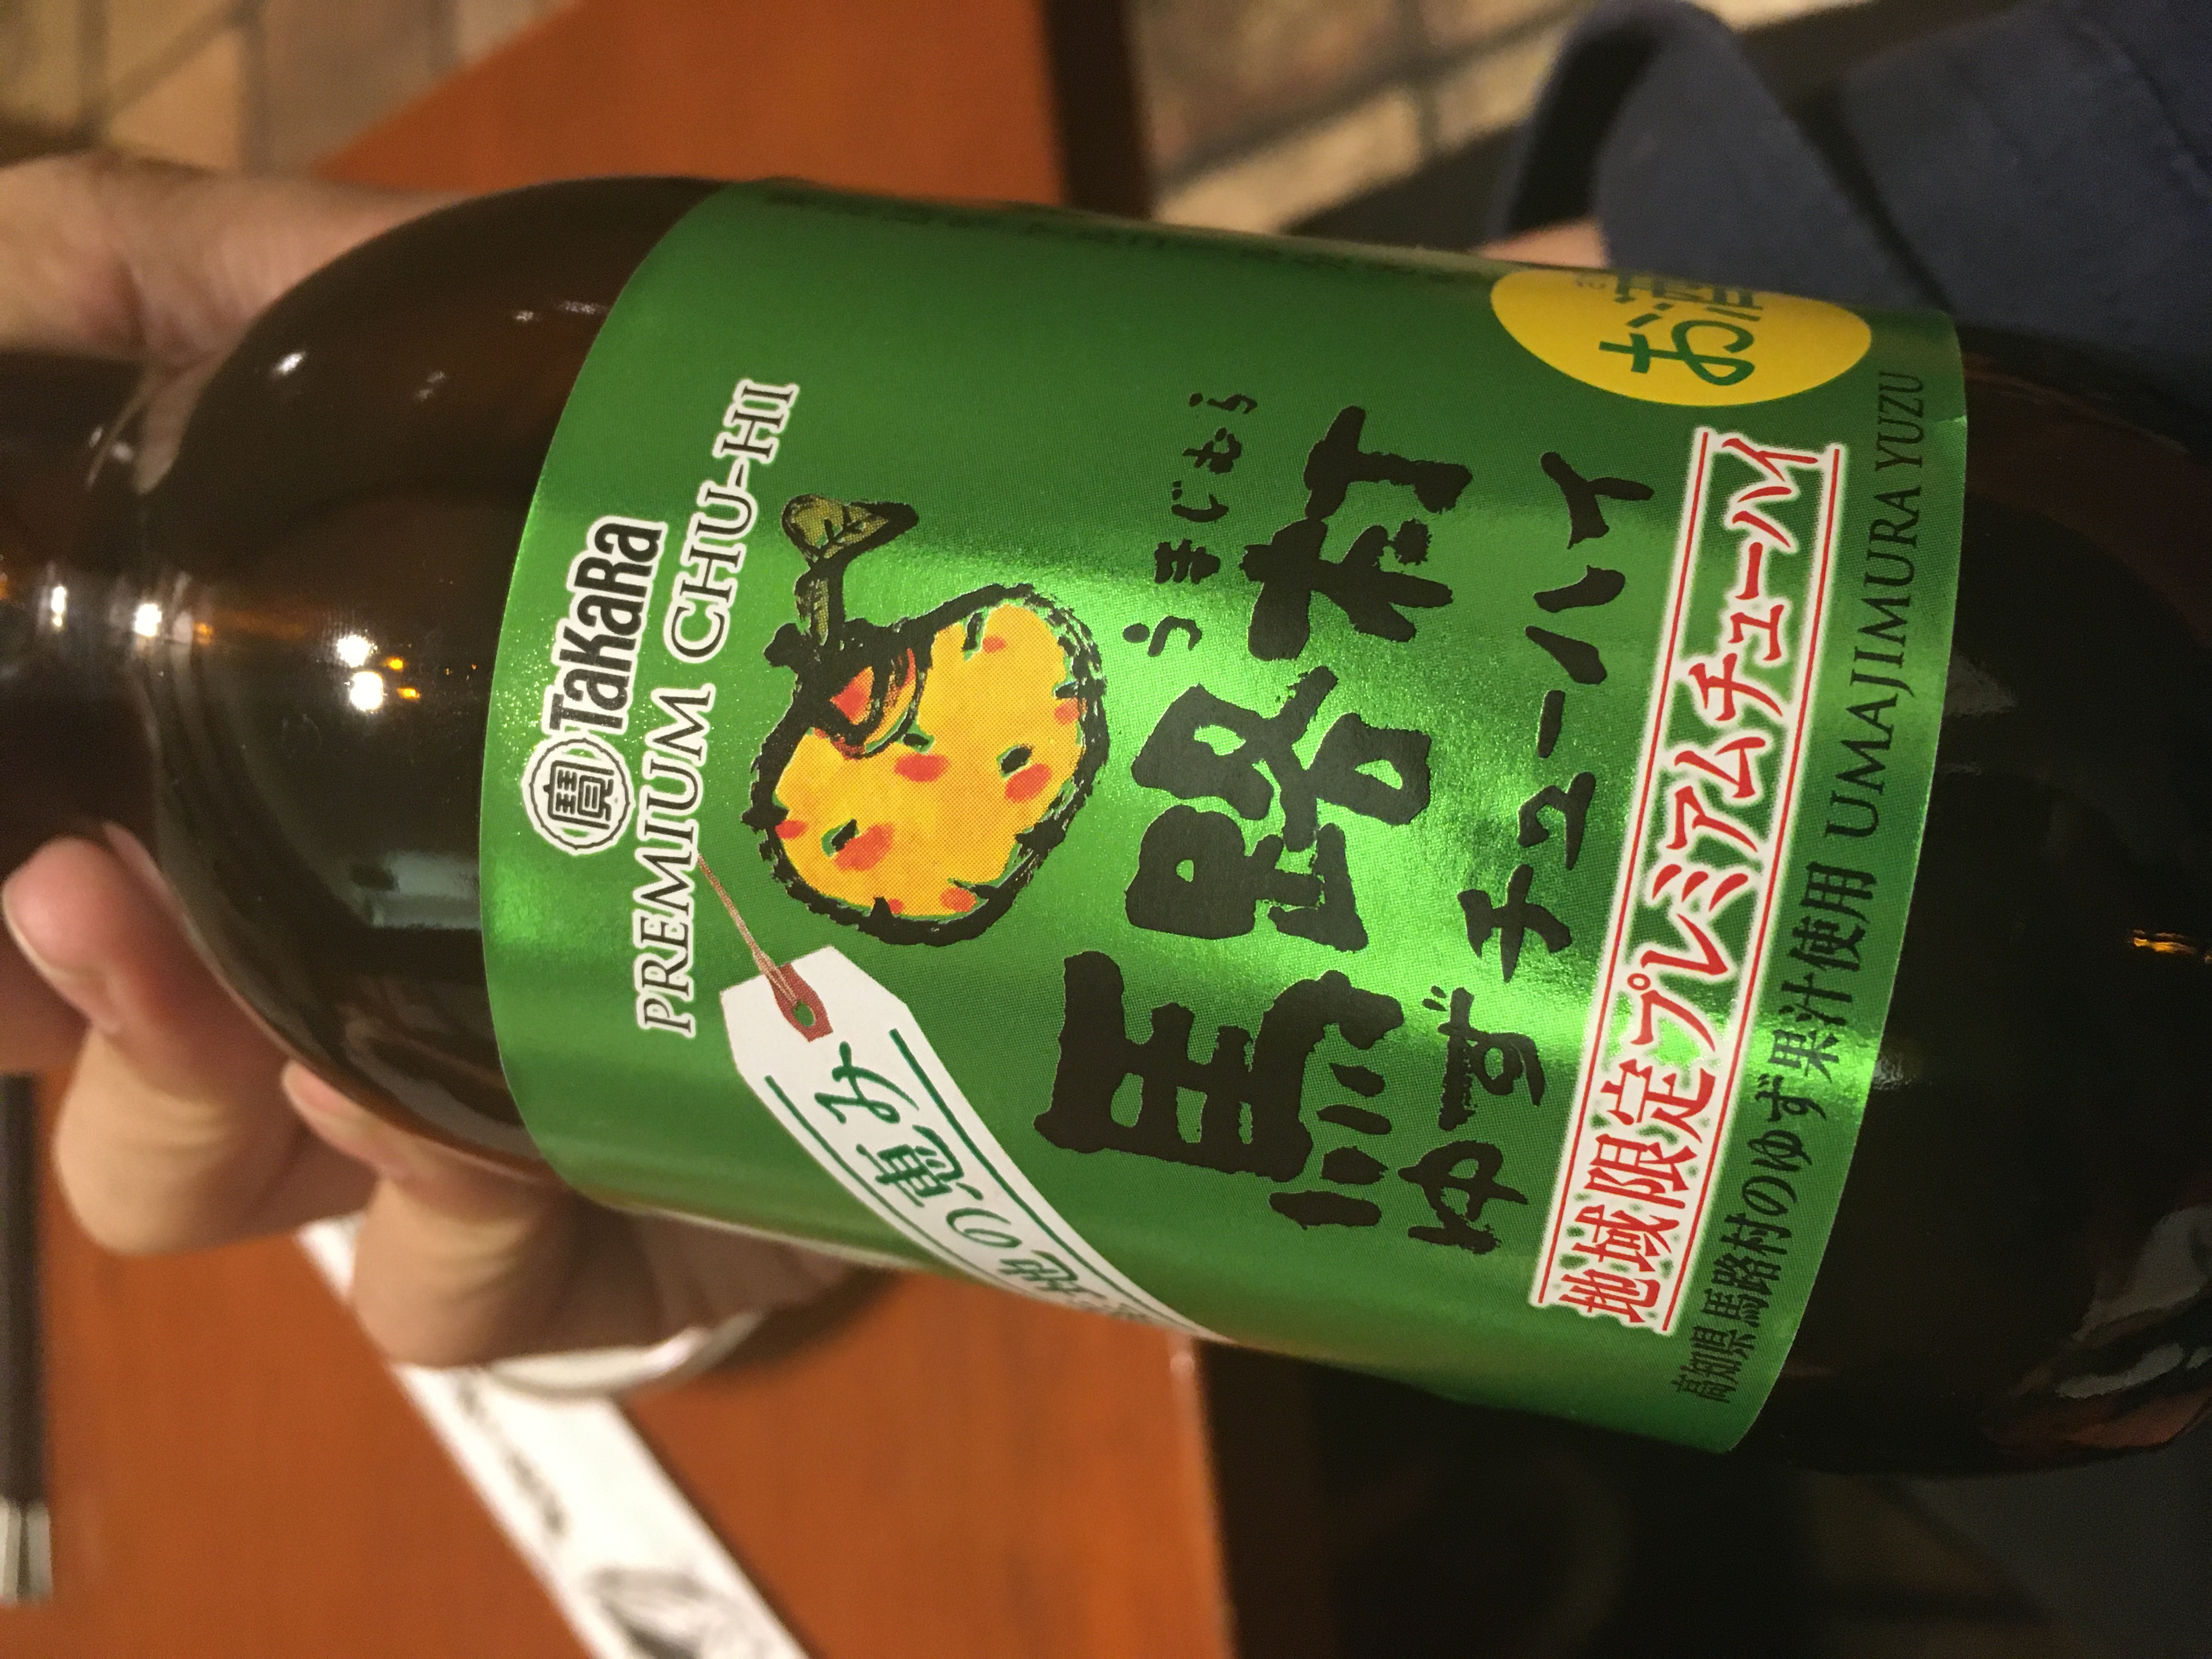 寶 TaKaRa
PREMIUM CHU-HI
地の恵み
うまじむら
馬路村
ゆずチューハイ
地域限定プレミアムチューハイ
お酒
高知県馬路村のゆず果汁使用 UMAJIMURA YUZU